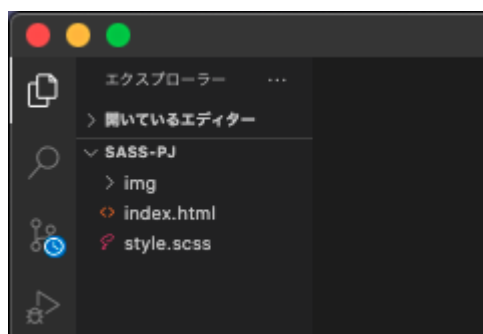 エクスプローラー ...
開いているエディター
SASS-PJ
img
index.html
style.scss